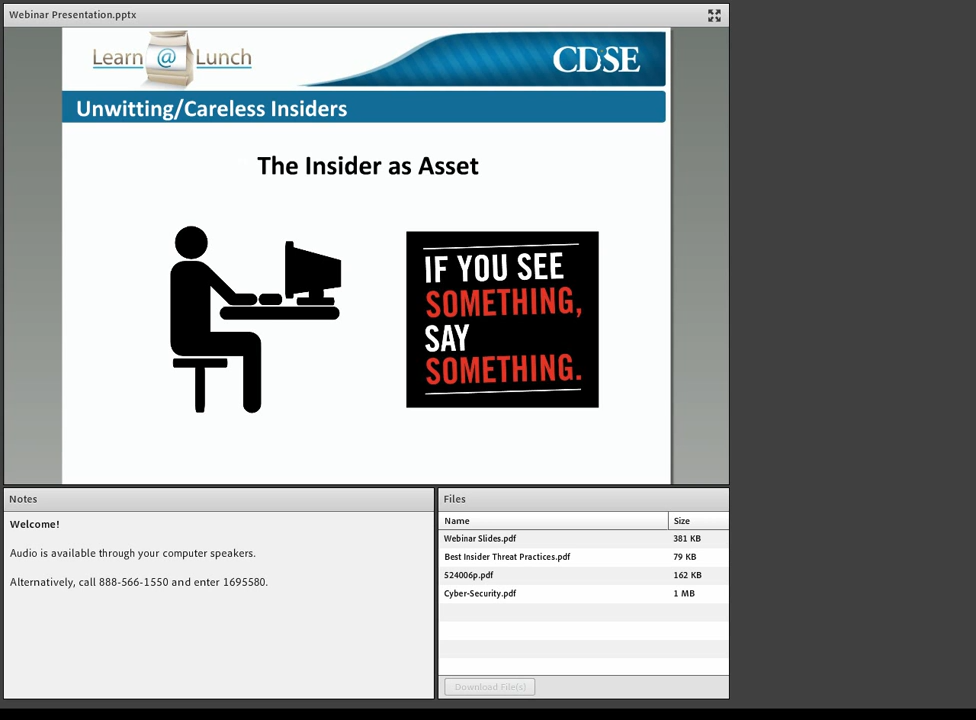 Webinar Presentation.pptx
Learn @ Lunch
CDSE
Unwitting/Careless Insiders
The Insider as Asset
IF YOU SEE
SOMETHING,
SAY
SOMETHING.
Notes
Welcome!
Audio is available through your computer speakers.
Alternatively, call 888-566-1550 and enter 1695580.
Files
Name Size
Webinar Slides.pdf 381 KB
Best Insider Threat Practices.pdf 79 KB
524006p.pdf 162 KB
Cyber-Security.pdf 1 MB
Download File(s)